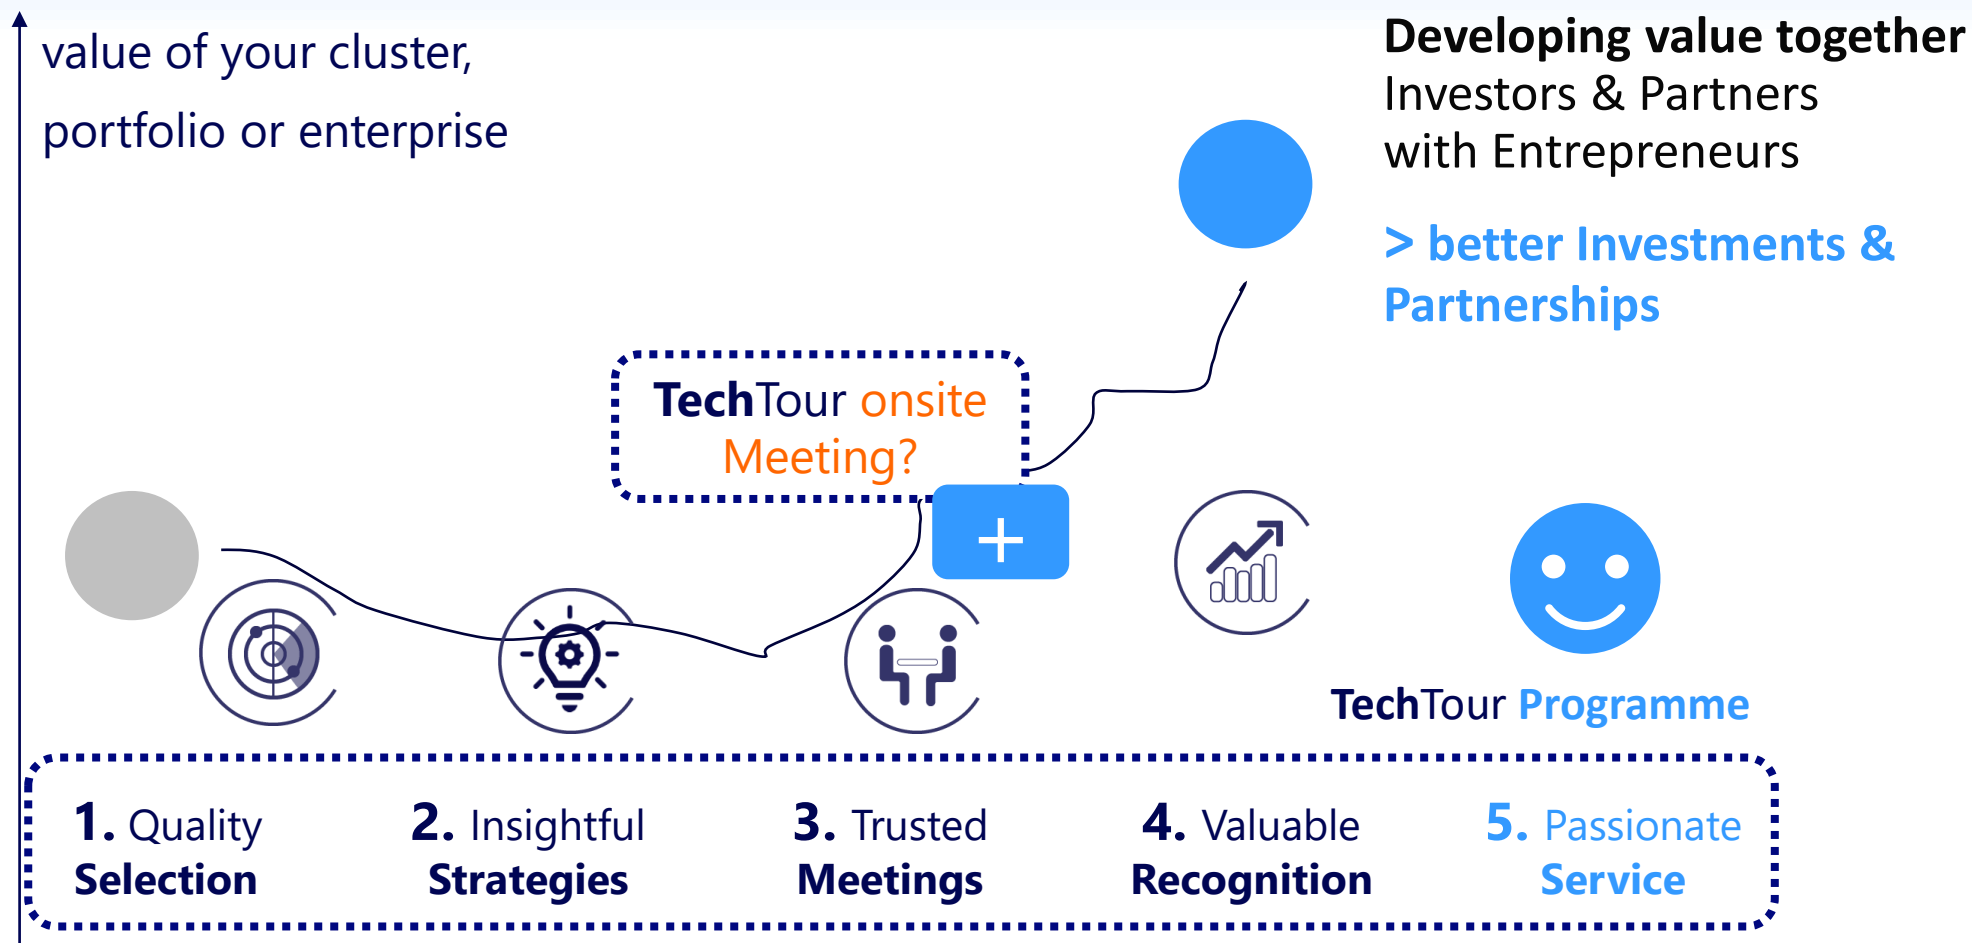 value of your cluster,
portfolio or enterprise
Developing value together
Investors & Partners
with Entrepreneurs
> better Investments &
Partnerships
TechTour onsite
Meeting?
+
TechTour Programme
1. Quality
Selection
2. Insightful
Strategies
3. Trusted
Meetings
4. Valuable
Recognition
5. Passionate
Service